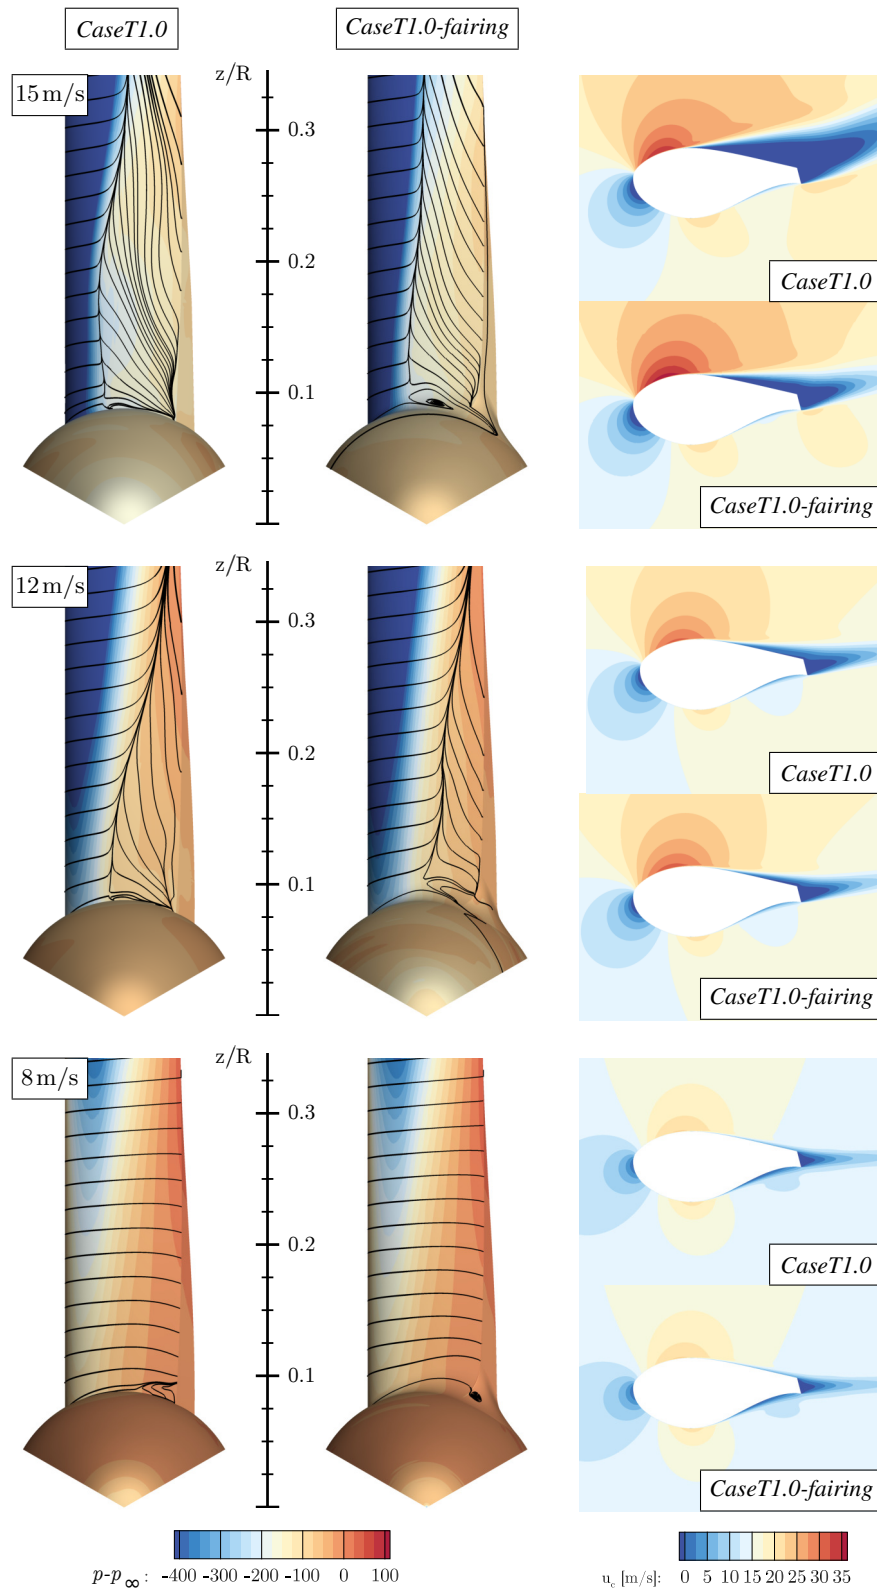 CaseT1.0
CaseT1.0-fairing
15 m/s
z/R
0.3
0.2
0.1
CaseT1.0
CaseT1.0-fairing
12 m/s
z/R
0.3
0.2
0.1
CaseT1.0
CaseT1.0-fairing
8 m/s
z/R
0.3
0.2
0.1
CaseT1.0
CaseT1.0-fairing
p-p∞: -400 -300 -200 -100 0 100
u_c [m/s]: 0 5 10 15 20 25 30 35